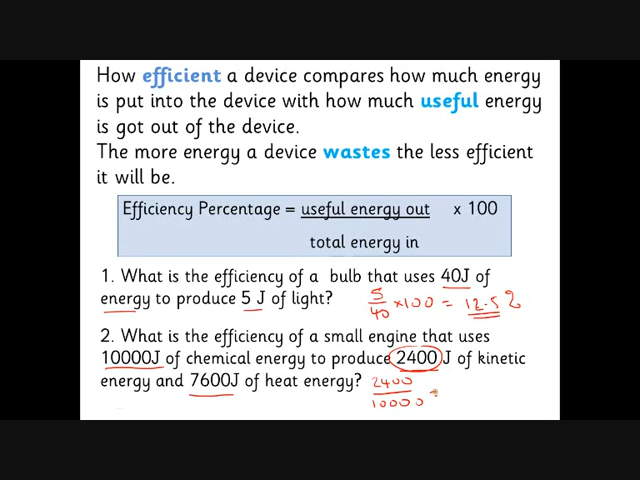 How efficient a device compares how much energy
is put into the device with how much useful energy
is got out of the device.
The more energy a device wastes the less efficient
it will be.
Efficiency Percentage = useful energy out x 100
total energy in
1. What is the efficiency of a bulb that uses 40J of
energy to produce 5 J of light?
5/40 × 100 = 12.5%
2. What is the efficiency of a small engine that uses
10000J of chemical energy to produce 2400 J of kinetic
energy and 7600J of heat energy?
2400
10000